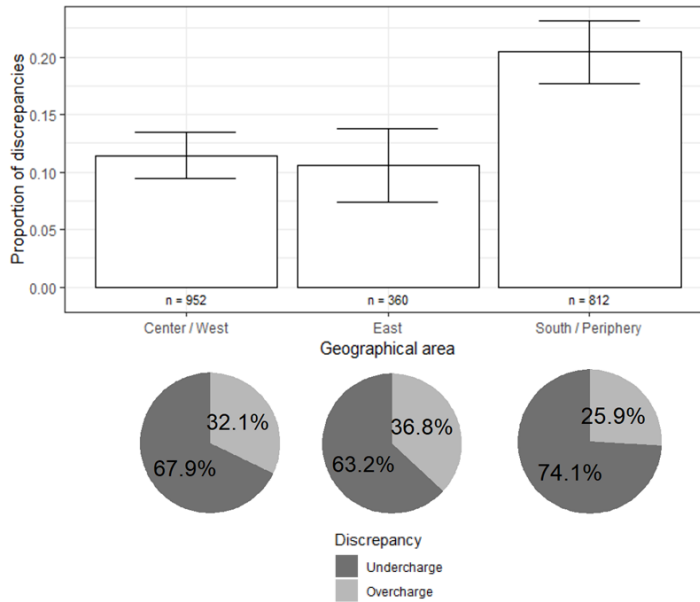 Proportion of discrepancies
0.20
0.15
0.10
0.05
0.00
n = 952
n = 360
n = 812
Center / West
East
South / Periphery
Geographical area
32.1%
67.9%
36.8%
63.2%
25.9%
74.1%
Discrepancy
Undercharge
Overcharge